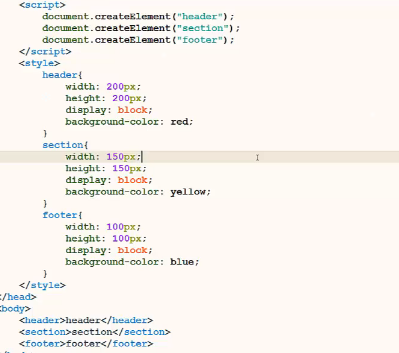 <script>
document.createElement("header");
document.createElement("section");
document.createElement("footer");
</script>
<style>
header{
width: 200px;
height: 200px;
display: block;
background-color: red;
}
section{
width: 150px;
height: 150px;
display: block;
background-color: yellow;
}
footer{
width: 100px;
height: 100px;
display: block;
background-color: blue;
}
</style>
</head>
<body>
<header>header</header>
<section>section</section>
<footer>footer</footer>